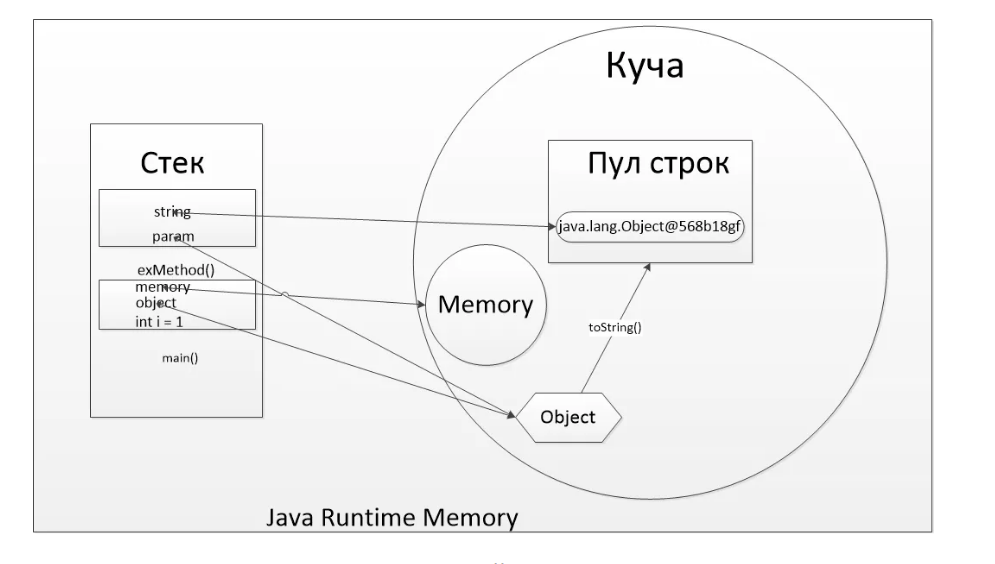 Куча
Стек
Пул строк
string
java.lang.Object@568b18gf
param
exMethod()
memory
object
int i = 1
Memory
toString()
main()
Object
Java Runtime Memory